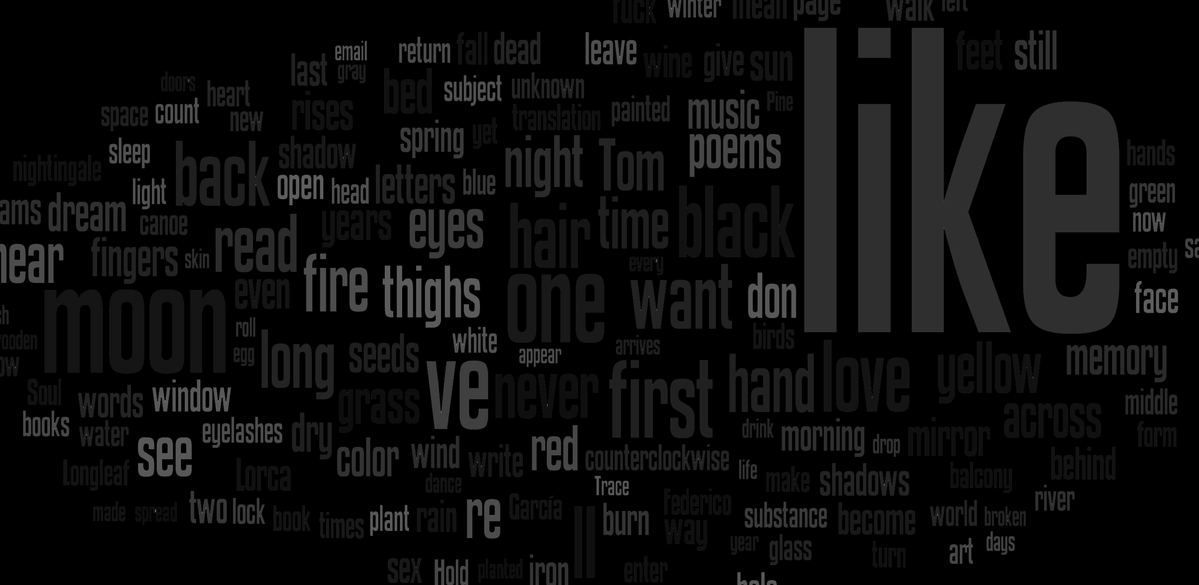 ruck winter mean page walk left
email return fall dead leave wine give sun like feet still
last gray
doors heart bed subject unknown
space count new rises translation painted music Pine
spring yet poems
nightingale sleep shadow night Tom hands
light back open head letters blue green
ams dream canoe years eyes hair time black now
near fingers skin read every empty sa
moon even fire thighs one want don face
roll white birds
ooden egg long seeds appear arrives memory
ow Soul words window grass ve never first hand love yellow middle
books water see eyelashes dry color wind write red counterclockwise drink morning drop mirror across form
Longleaf Lorca dance Trace life make shadows balcony behind
made spread two lock book times plant rain re García ll burn Federico way substance become world broken river
year glass turn art days
sex Hold planted iron enter